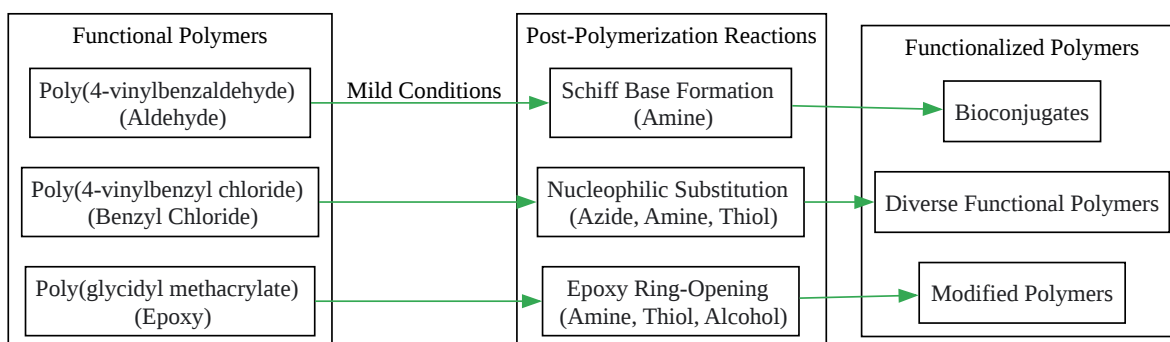 Functional Polymers
Poly(4-vinylbenzaldehyde)
(Aldehyde)
Poly(4-vinylbenzyl chloride)
(Benzyl Chloride)
Poly(glycidyl methacrylate)
(Epoxy)
Mild Conditions
Post-Polymerization Reactions
Schiff Base Formation
(Amine)
Nucleophilic Substitution
(Azide, Amine, Thiol)
Epoxy Ring-Opening
(Amine, Thiol, Alcohol)
Functionalized Polymers
Bioconjugates
Diverse Functional Polymers
Modified Polymers